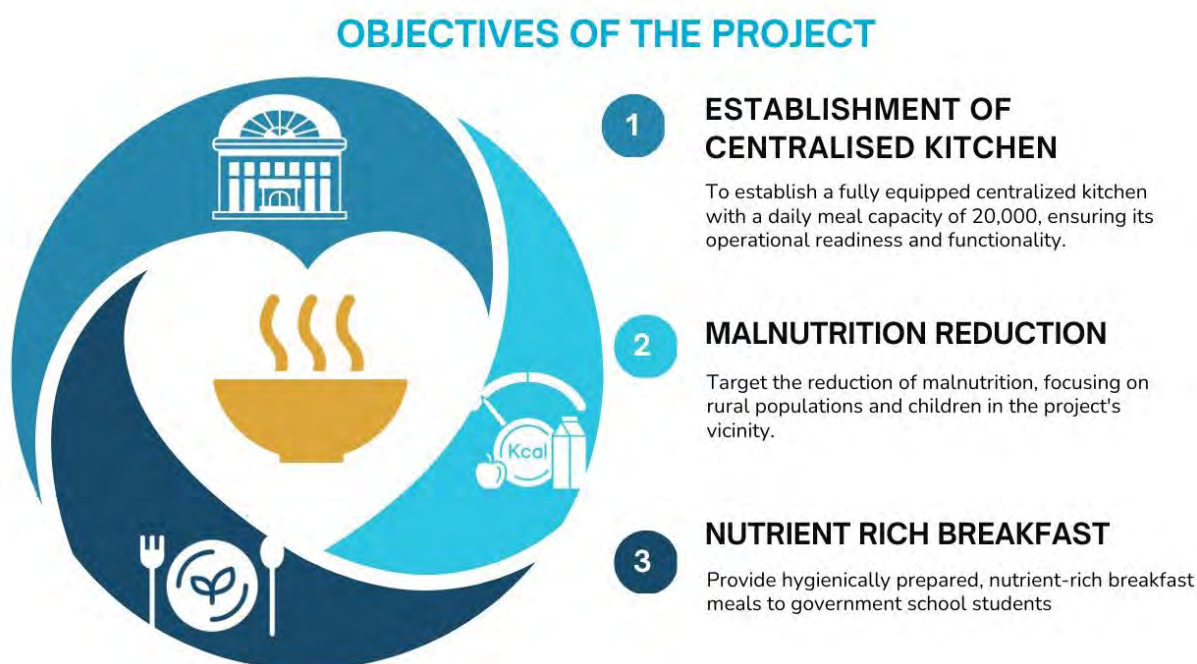 OBJECTIVES OF THE PROJECT
1
ESTABLISHMENT OF
CENTRALISED KITCHEN
To establish a fully equipped centralized kitchen
with a daily meal capacity of 20,000, ensuring its
operational readiness and functionality.
2
MALNUTRITION REDUCTION
Target the reduction of malnutrition, focusing on
rural populations and children in the project's
vicinity.
Kcal
3
NUTRIENT RICH BREAKFAST
Provide hygienically prepared, nutrient-rich breakfast
meals to government school students